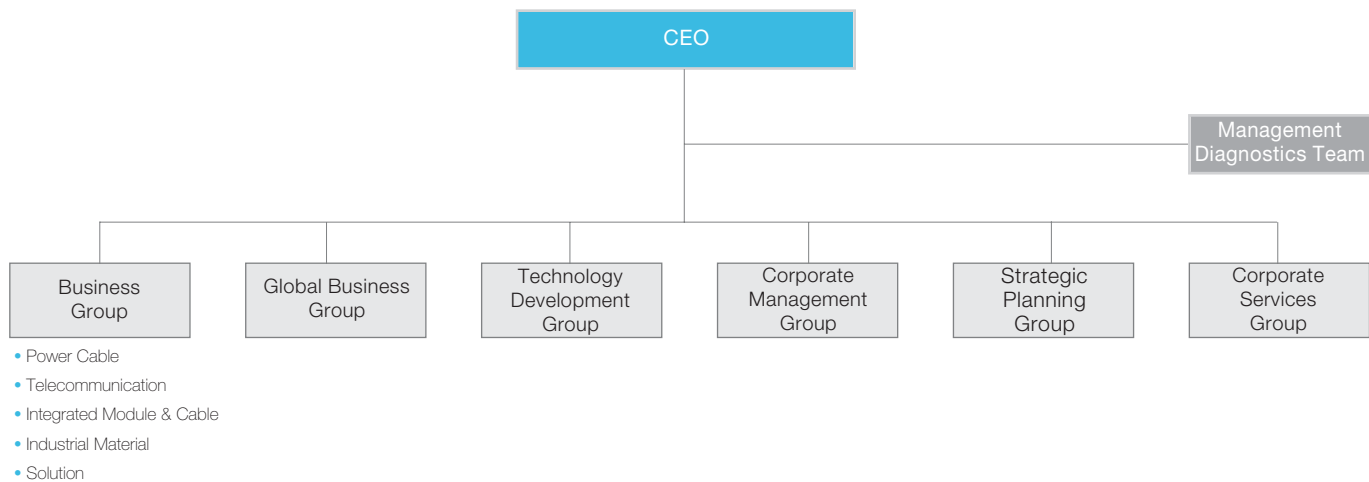 CEO
Management
Diagnostics Team
Business
Group
Global Business
Group
Technology
Development
Group
Corporate
Management
Group
Strategic
Planning
Group
Corporate
Services
Group
• Power Cable
• Telecommunication
• Integrated Module & Cable
• Industrial Material
• Solution